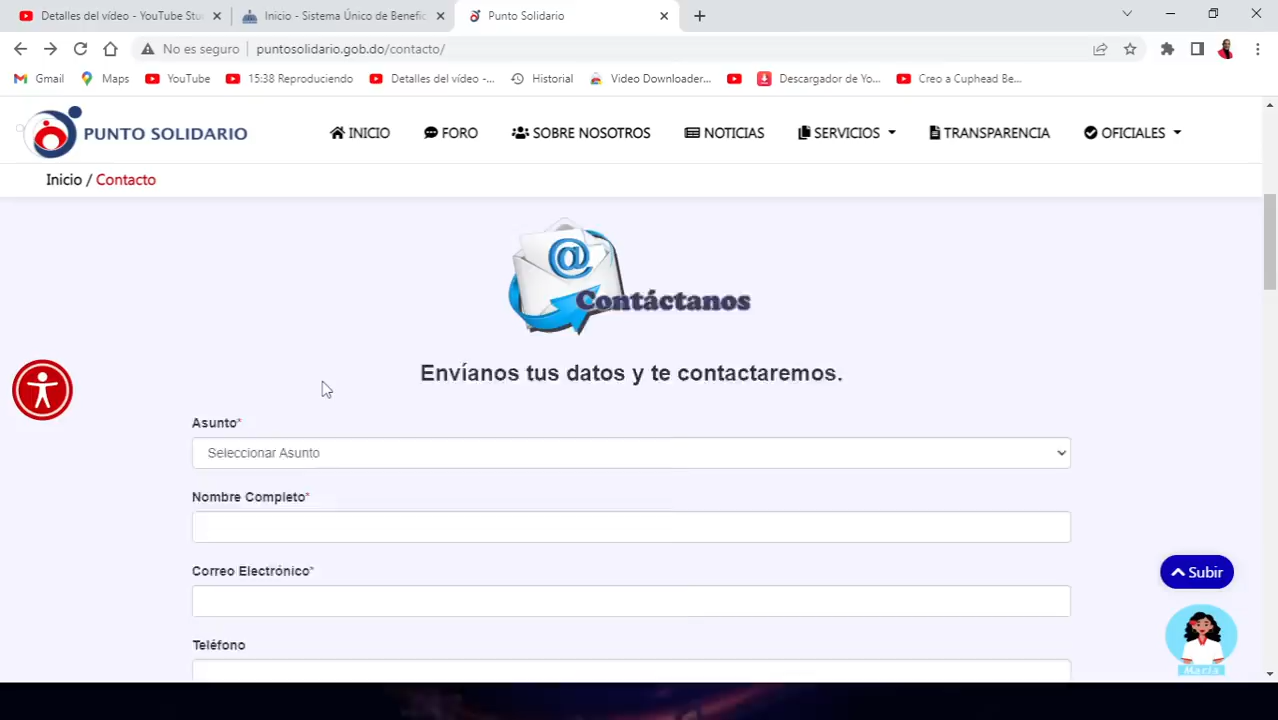 Detalles del vídeo - YouTube Stu
Inicio - Sistema Único de Benefic
Punto Solidario
No es seguro
puntosolidario.gob.do/contacto/
Gmail
Maps
YouTube
15:38 Reproduciendo
Detalles del vídeo -...
Historial
Video Downloader...
Descargador de Yo...
Creo a Cuphead Be...
PUNTO SOLIDARIO
INICIO
FORO
SOBRE NOSOTROS
NOTICIAS
SERVICIOS
TRANSPARENCIA
OFICIALES
Inicio / Contacto
@
Contáctanos
Envíanos tus datos y te contactaremos.
Asunto*
Seleccionar Asunto
Nombre Completo*
Correo Electrónico*
Subir
Teléfono
María